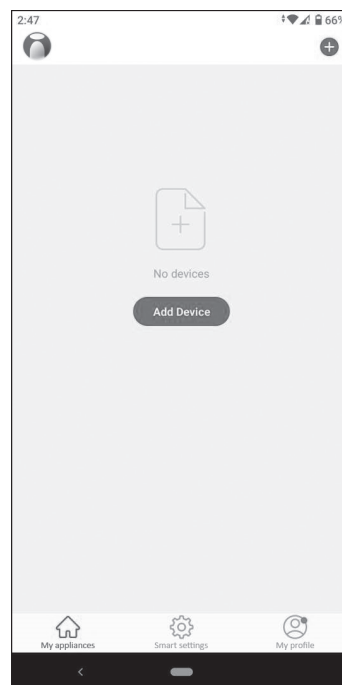 2:47
66%
No devices
Add Device
My appliances
Smart settings
My profile